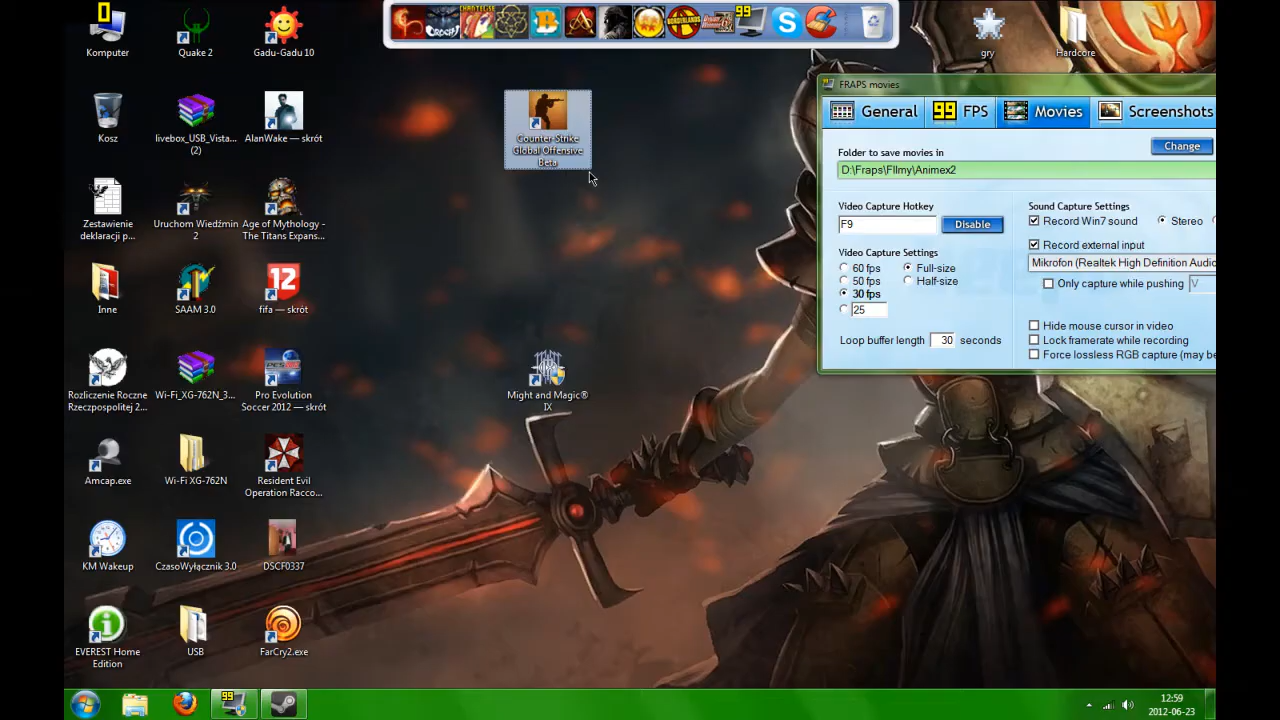 0
Komputer
Quake 2
Gadu-Gadu 10
99
gry
Hardcore
Kosz
livebox_USB_Vista...
(2)
AlanWake — skrót
Counter-Strike
Global Offensive
Beta
Zestawienie
deklaracji p...
Uruchom Wiedźmin
2
Age of Mythology -
The Titans Expans...
Inne
SAAM 3.0
12
fifa — skrót
Rozliczenie Roczne
Rzeczpospolitej 2...
Wi-Fi_XG-762N_3...
Pro Evolution
Soccer 2012 — skrót
Might and Magic®
IX
Amcap.exe
Wi-Fi XG-762N
Resident Evil
Operation Racco...
KM Wakeup
CzasoWyłącznik 3.0
DSCF0337
EVEREST Home
Edition
USB
FarCry2.exe
FRAPS movies
General
99 FPS
Movies
Screenshots
Folder to save movies in
Change
D:\Fraps\FIlmy\Animex2
Video Capture Hotkey
F9
Disable
Video Capture Settings
60 fps
Full-size
50 fps
Half-size
30 fps
25
Loop buffer length 30 seconds
Sound Capture Settings
Record Win7 sound
Stereo
Record external input
Mikrofon (Realtek High Definition Audio
Only capture while pushing V
Hide mouse cursor in video
Lock framerate while recording
Force lossless RGB capture (may be
99
12:59
2012-06-23